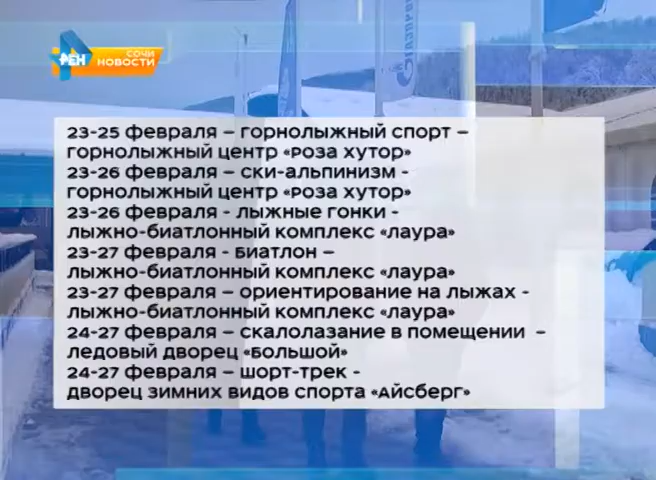 РЕН
СОЧИ
НОВОСТИ
ГАЗПРОМ
23-25 февраля – горнолыжный спорт –
горнолыжный центр «Роза Хутор»
23-26 февраля – ски-альпинизм -
горнолыжный центр «Роза Хутор»
23-26 февраля - лыжные гонки -
лыжно-биатлонный комплекс «Лаура»
23-27 февраля - Биатлон –
лыжно-биатлонный комплекс «Лаура»
23-27 февраля – ориентирование на лыжах -
лыжно-биатлонный комплекс «Лаура»
24-27 февраля – скалолазание в помещении –
ледовый дворец «Большой»
24-27 февраля – шорт-трек -
дворец зимних видов спорта «Айсберг»